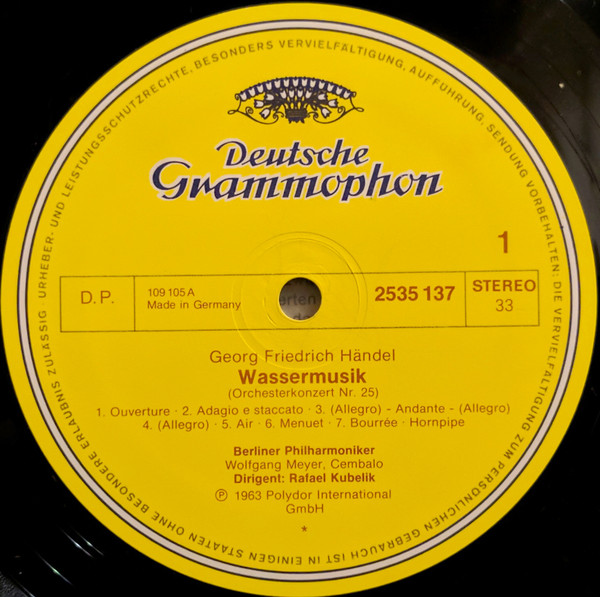 URHEBER- UND LEISTUNGSSCHUTZRECHTE, BESONDERS VERVIELFÄLTIGUNG, AUFFÜHRUNG, SENDUNG VORBEHALTEN; DIE VERVIELFÄLTIGUNG ZUM PERSÖNLICHEN GEBRAUCH IST IN EINIGEN STAATEN OHNE BESONDERE ERLAUBNIS ZULÄSSIG ·
Deutsche
Grammophon
1
D.P.
109 105 A
Made in Germany
erten
de
2535 137
STEREO
33
Georg Friedrich Händel
Wassermusik
(Orchesterkonzert Nr. 25)
1. Ouverture · 2. Adagio e staccato · 3. (Allegro) - Andante - (Allegro)
4. (Allegro) · 5. Air · 6. Menuet · 7. Bourrée · Hornpipe
Berliner Philharmoniker
Wolfgang Meyer, Cembalo
Dirigent: Rafael Kubelik
Ⓟ 1963 Polydor International
GmbH
*